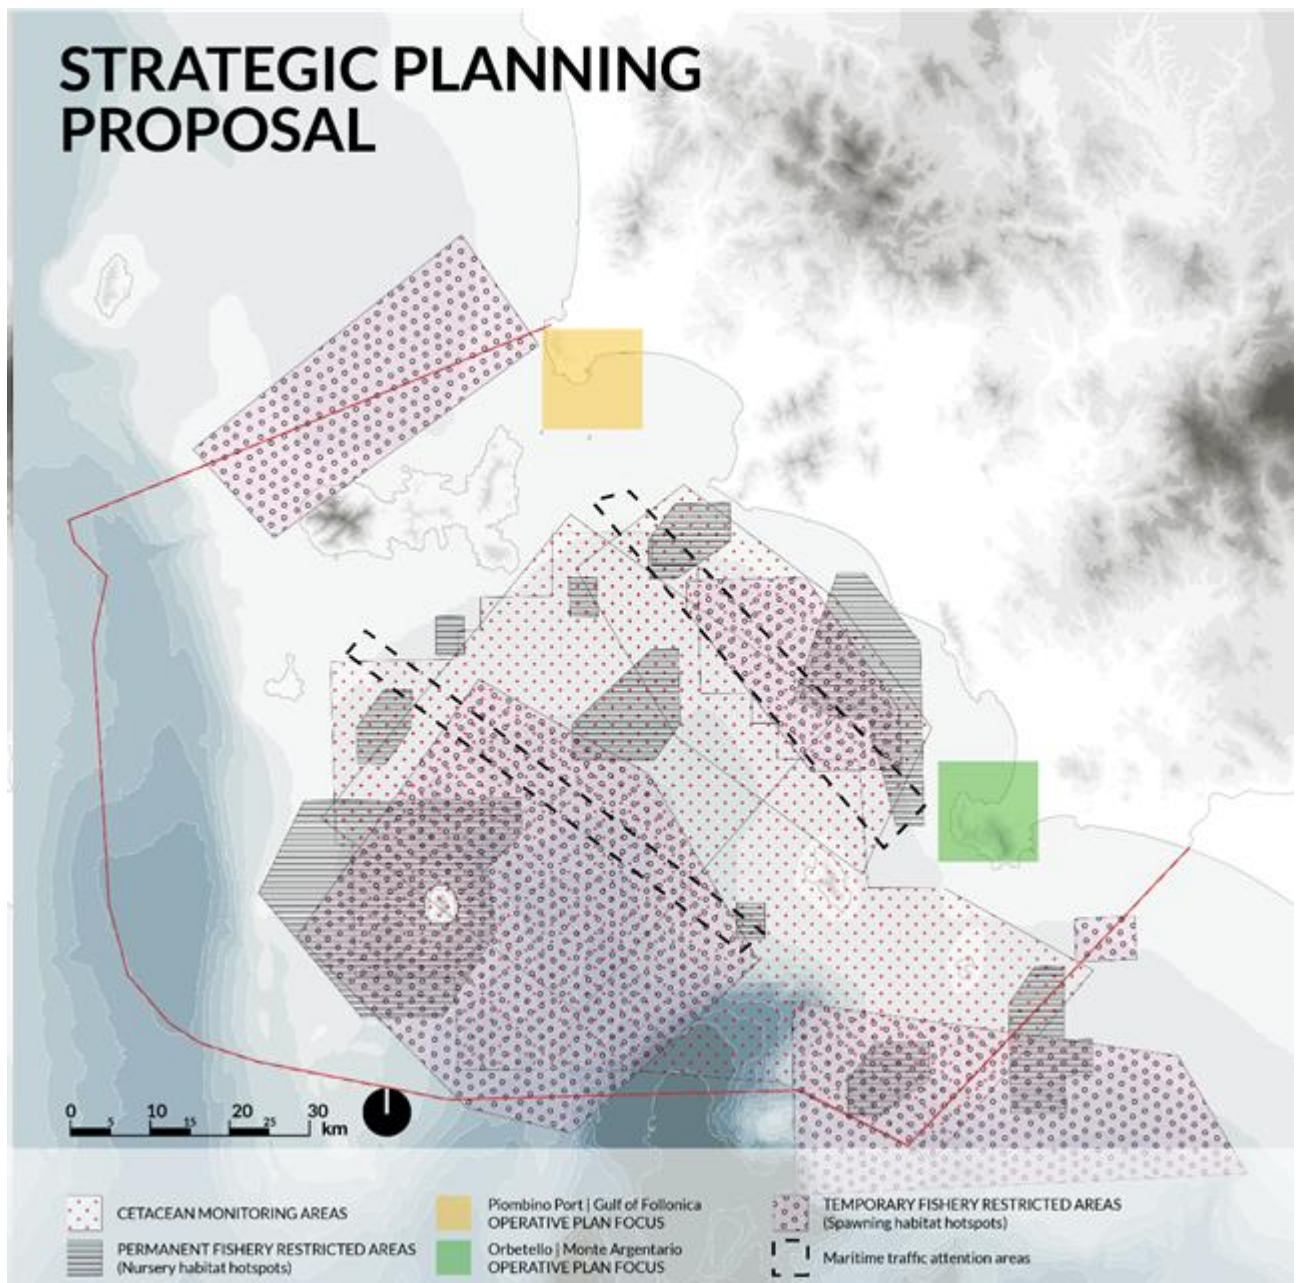 STRATEGIC PLANNING
PROPOSAL
0 10 20 30
5 15 25 km
CETACEAN MONITORING AREAS
PERMANENT FISHERY RESTRICTED AREAS
(Nursery habitat hotspots)
Piombino Port | Gulf of Follonica
OPERATIVE PLAN FOCUS
Orbetello | Monte Argentario
OPERATIVE PLAN FOCUS
TEMPORARY FISHERY RESTRICTED AREAS
(Spawning habitat hotspots)
Maritime traffic attention areas